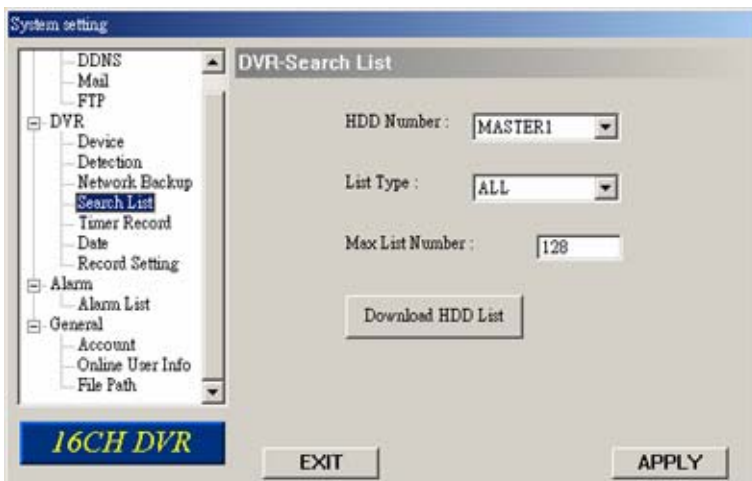 System setting
DDNS
Mail
FTP
DVR
Device
Detection
Network Backup
Search List
Timer Record
Date
Record Setting
Alarm
Alarm List
General
Account
Online User Info
File Path
16CH DVR
DVR-Search List
HDD Number : MASTER1
List Type : ALL
Max List Number : 128
Download HDD List
EXIT
APPLY